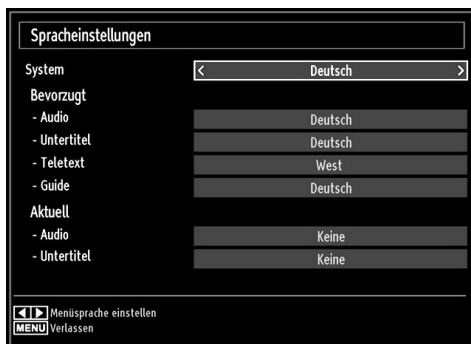 Spracheinstellungen
System < Deutsch >
Bevorzugt
- Audio Deutsch
- Untertitel Deutsch
- Teletext West
- Guide Deutsch
Aktuell
- Audio Keine
- Untertitel Keine
Menüsprache einstellen
MENU Verlassen